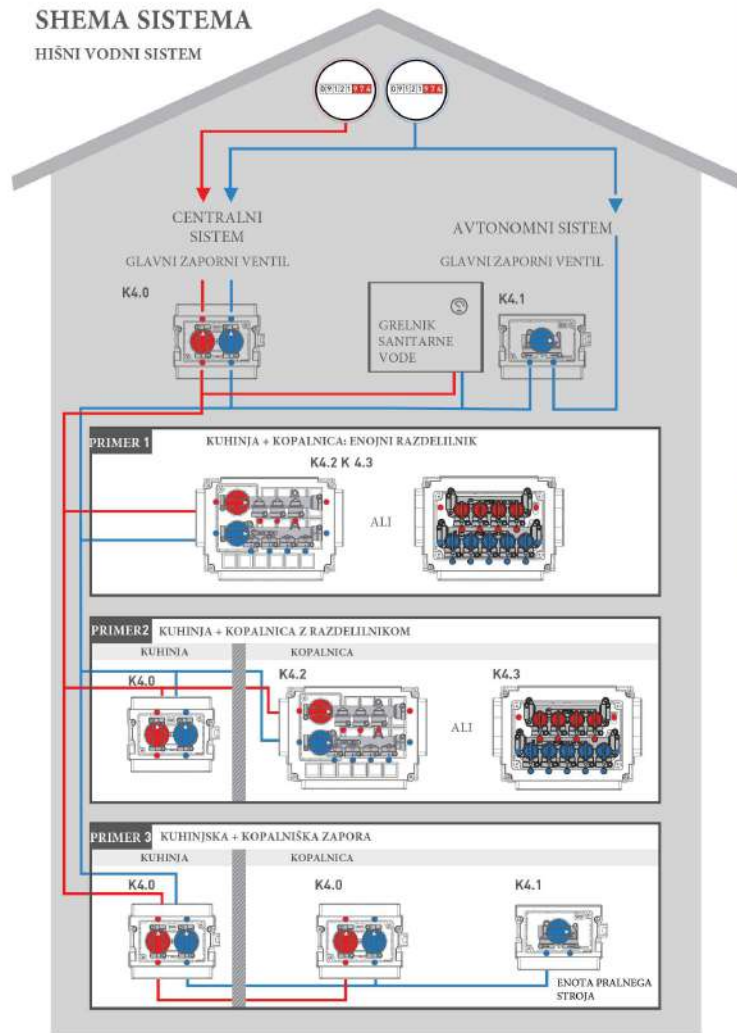 SHEMA SISTEMA
HIŠNI VODNI SISTEM
09121976 09121976
CENTRALNI
SISTEM
AVTONOMNI SISTEM
GLAVNI ZAPORNI VENTIL
GLAVNI ZAPORNI VENTIL
K4.0
K4.1
GRELNIK
SANITARNE
VODE
PRIMER 1
KUHINJA + KOPALNICA: ENOJNI RAZDELILNIK
K4.2 K 4.3
ALI
PRIMER2
KUHINJA + KOPALNICA Z RAZDELILNIKOM
KUHINJA
KOPALNICA
K4.0
K4.2
K4.3
ALI
PRIMER 3
KUHINJSKA + KOPALNIŠKA ZAPORA
KUHINJA
KOPALNICA
K4.0
K4.0
K4.1
ENOTA PRALNEGA
STROJA